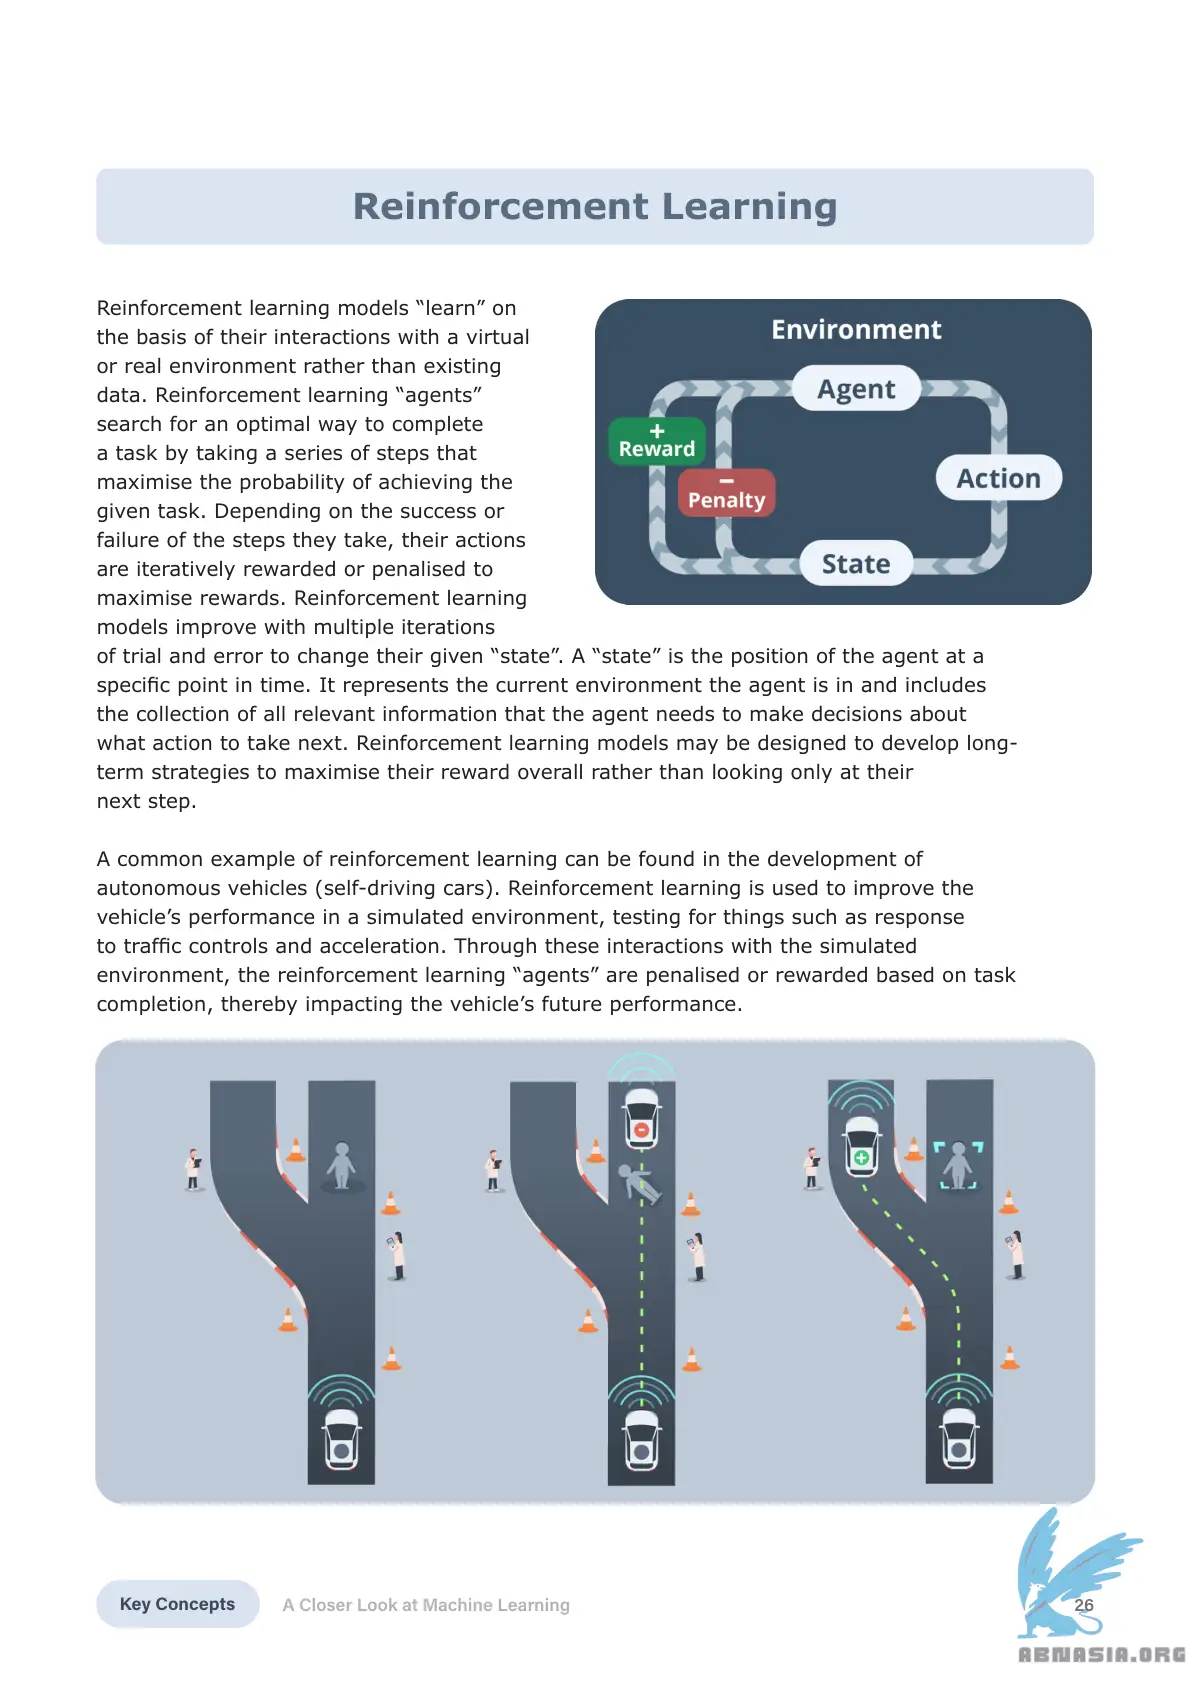 Reinforcement Learning
Reinforcement learning models “learn” on
the basis of their interactions with a virtual
or real environment rather than existing
data. Reinforcement learning “agents”
search for an optimal way to complete
a task by taking a series of steps that
maximise the probability of achieving the
given task. Depending on the success or
failure of the steps they take, their actions
are iteratively rewarded or penalised to
maximise rewards. Reinforcement learning
models improve with multiple iterations
of trial and error to change their given “state”. A “state” is the position of the agent at a
specific point in time. It represents the current environment the agent is in and includes
the collection of all relevant information that the agent needs to make decisions about
what action to take next. Reinforcement learning models may be designed to develop long-
term strategies to maximise their reward overall rather than looking only at their
next step.
Environment
Agent
+
Reward
−
Penalty
Action
State
A common example of reinforcement learning can be found in the development of
autonomous vehicles (self-driving cars). Reinforcement learning is used to improve the
vehicle’s performance in a simulated environment, testing for things such as response
to traffic controls and acceleration. Through these interactions with the simulated
environment, the reinforcement learning “agents” are penalised or rewarded based on task
completion, thereby impacting the vehicle’s future performance.
Key Concepts
A Closer Look at Machine Learning
26
ABNASIA.ORG